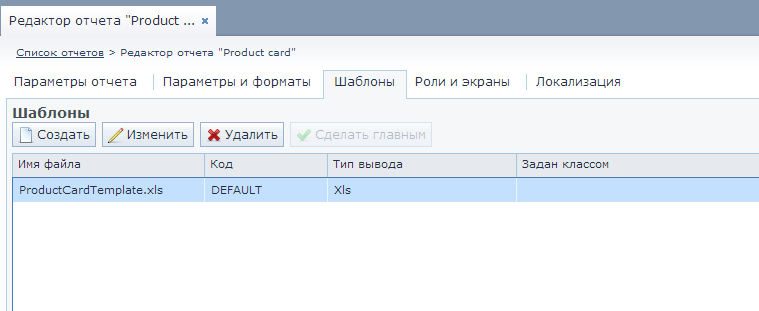 Редактор отчета "Product ...
Список отчетов > Редактор отчета "Product card"
Параметры отчета Параметры и форматы Шаблоны Роли и экраны Локализация
Шаблоны
Создать Изменить Удалить Сделать главным
Имя файла Код Тип вывода Задан классом
ProductCardTemplate.xls DEFAULT Xls